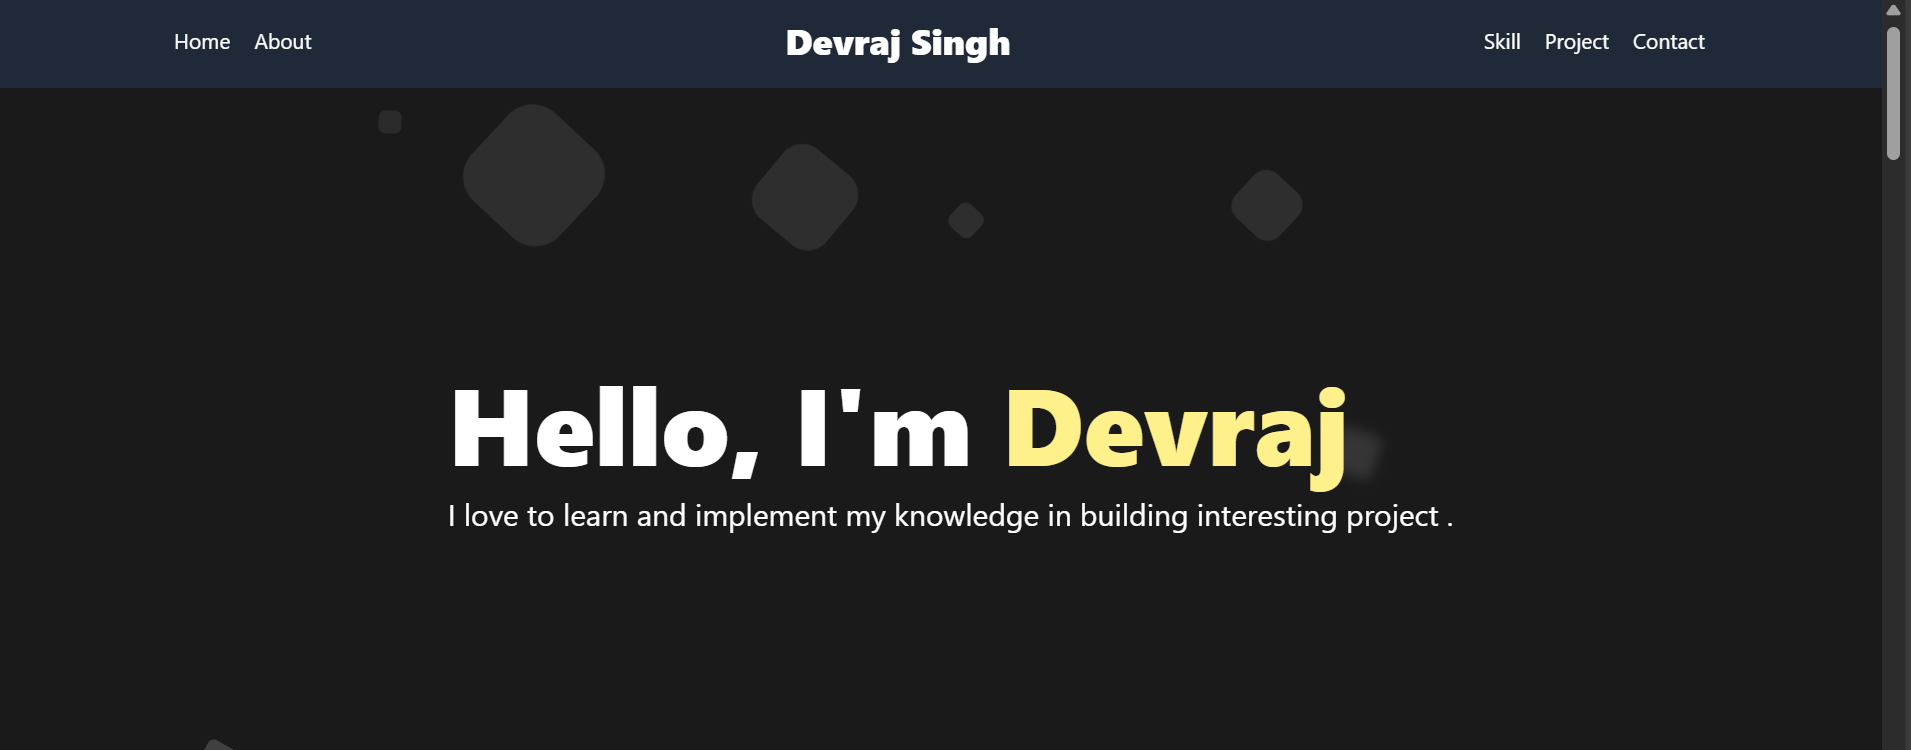 Home About Devraj Singh Skill Project Contact
Hello, I'm Devraj
I love to learn and implement my knowledge in building interesting project .